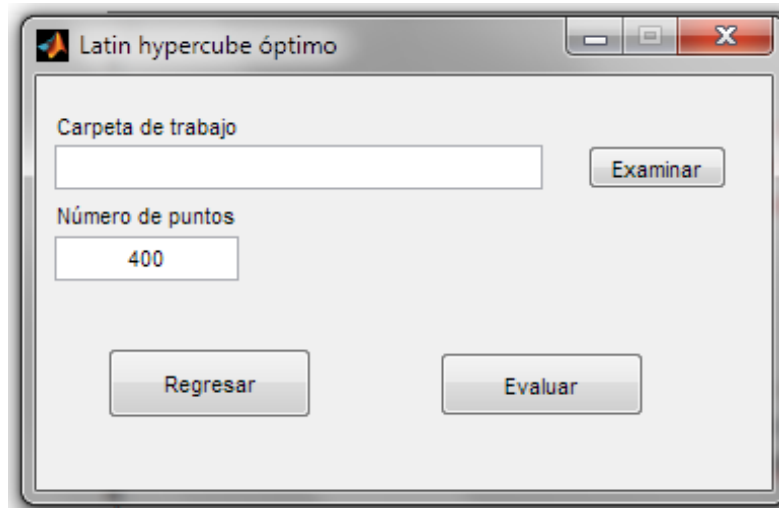 Latin hypercube óptimo
Carpeta de trabajo
Examinar
Número de puntos
400
Regresar
Evaluar